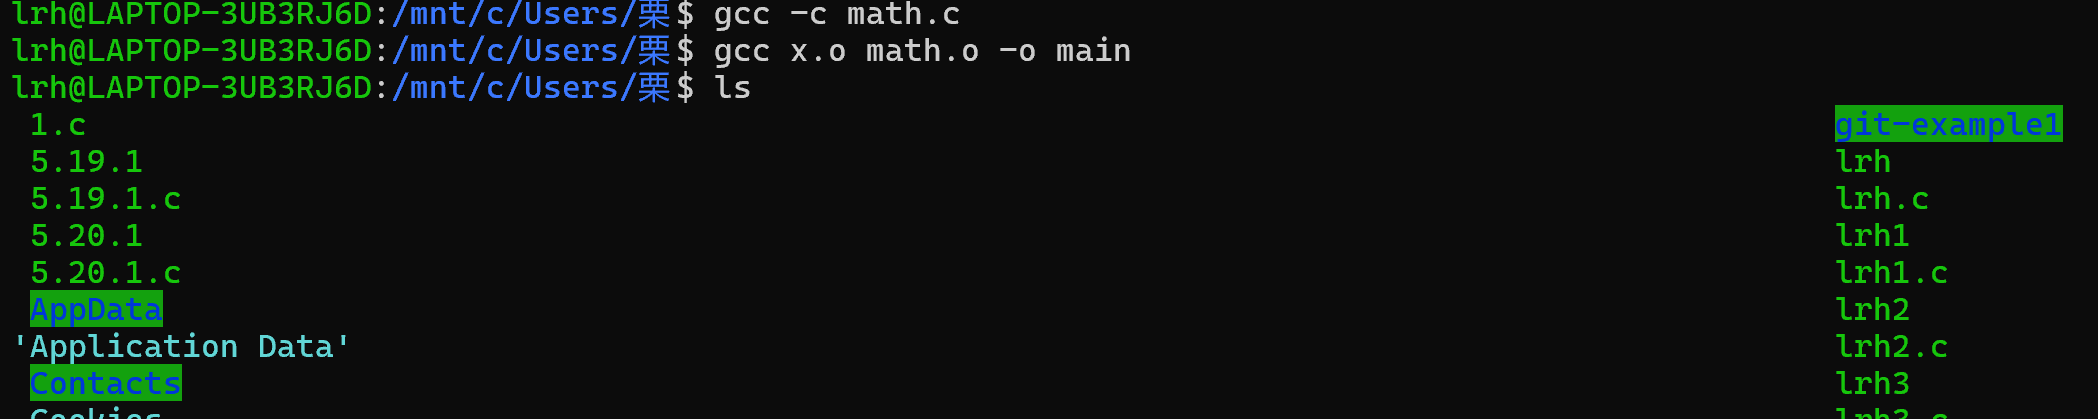 lrh@LAPTOP-3UB3RJ6D:/mnt/c/Users/栗$ gcc -c math.c
lrh@LAPTOP-3UB3RJ6D:/mnt/c/Users/栗$ gcc x.o math.o -o main
lrh@LAPTOP-3UB3RJ6D:/mnt/c/Users/栗$ ls
1.c git-example1
5.19.1 lrh
5.19.1.c lrh.c
5.20.1 lrh1
5.20.1.c lrh1.c
AppData lrh2
'Application Data' lrh2.c
Contacts lrh3
Cookies lrh3.c